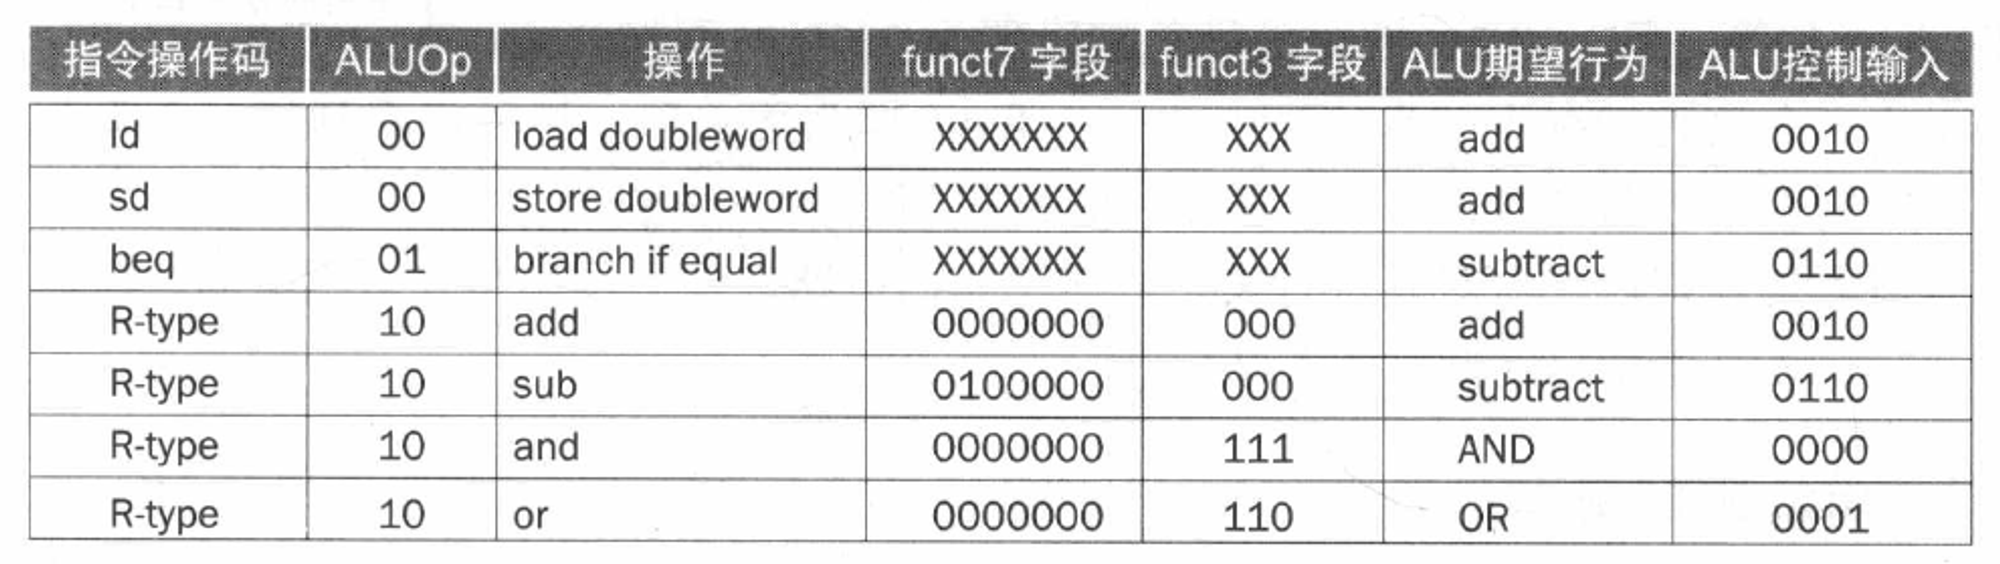 指令操作码 ALUOp 操作 funct7 字段 funct3 字段 ALU期望行为 ALU控制输入
ld 00 load doubleword XXXXXXX XXX add 0010
sd 00 store doubleword XXXXXXX XXX add 0010
beq 01 branch if equal XXXXXXX XXX subtract 0110
R-type 10 add 0000000 000 add 0010
R-type 10 sub 0100000 000 subtract 0110
R-type 10 and 0000000 111 AND 0000
R-type 10 or 0000000 110 OR 0001